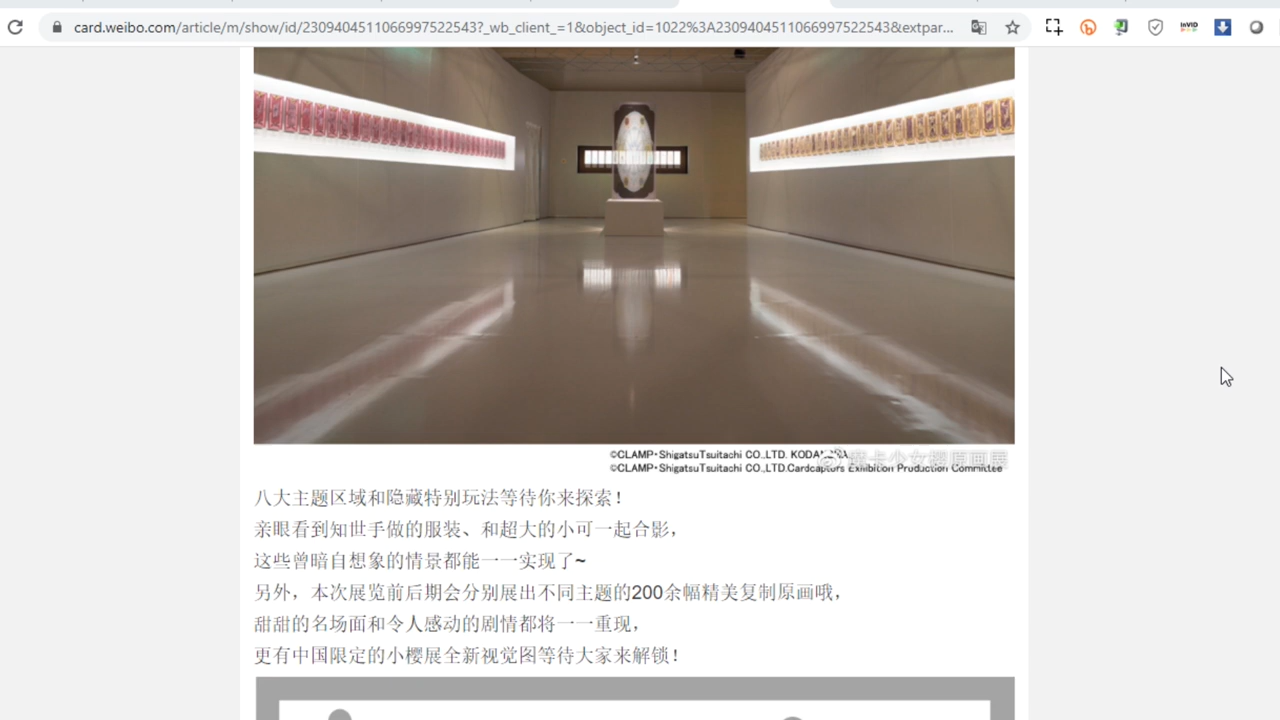 card.weibo.com/article/m/show/id/2309404511066997522543?_wb_client_=1&object_id=1022%3A2309404511066997522543&extpar...
©CLAMP・ShigatsuTsuitachi CO.,LTD. KODANSHA
©CLAMP・ShigatsuTsuitachi CO.,LTD.Cardcaptors Exhibition Production Committee
八大主题区域和隐藏特别玩法等待你来探索！
亲眼看到知世手做的服装、和超大的小可一起合影，
这些曾暗自想象的情景都能一一实现了~
另外，本次展览前后期会分别展出不同主题的200余幅精美复制原画哦，
甜甜的名场面和令人感动的剧情都将一一重现，
更有中国限定的小樱展全新视觉图等待大家来解锁！